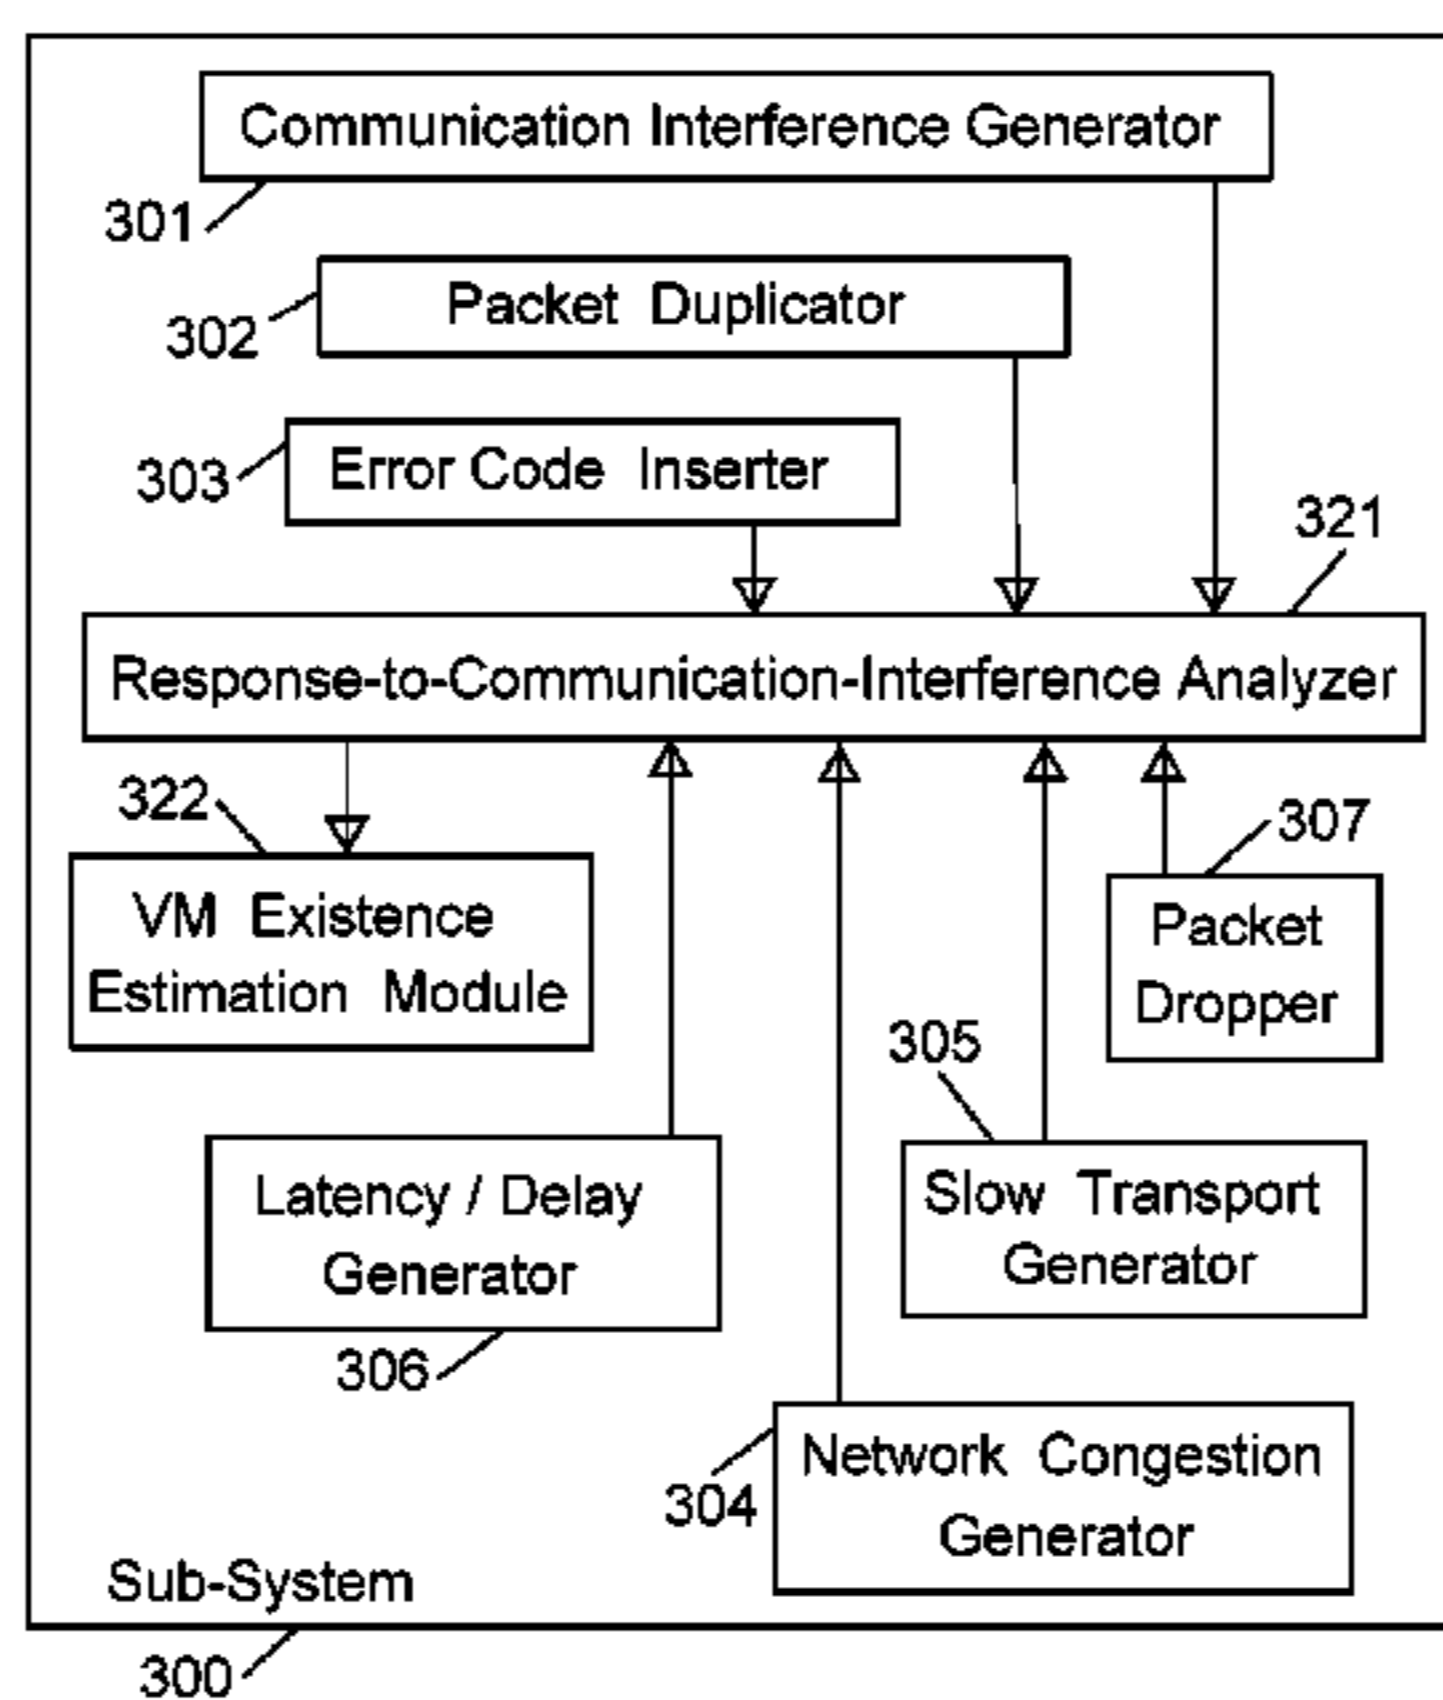 Communication Interference Generator
301
Packet Duplicator
302
Error Code Inserter
303
321
Response-to-Communication-Interference Analyzer
322
307
VM Existence
Estimation Module
Packet
Dropper
305
Latency / Delay
Generator
Slow Transport
Generator
306
304
Network Congestion
Generator
Sub-System
300